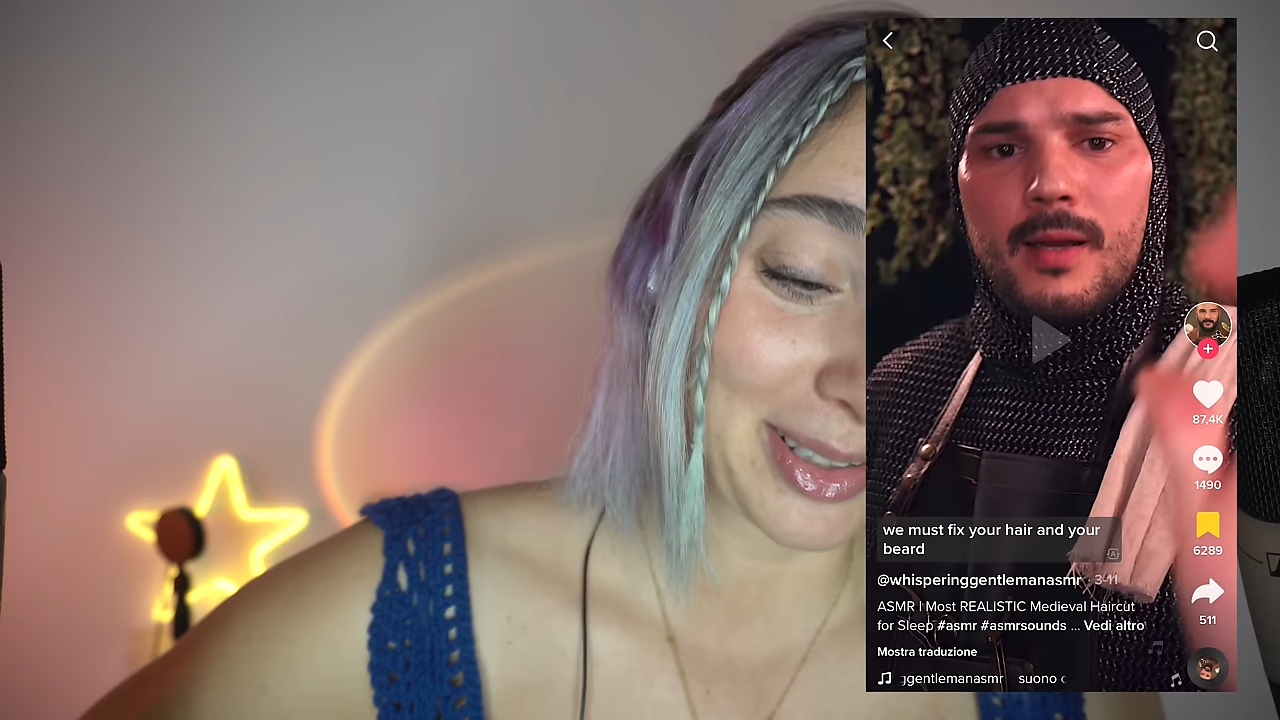 87,4K
1490
we must fix your hair and your
beard
6289
@whisperinggentlemanasmr · 3-11
ASMR | Most REALISTIC Medieval Haircut
for Sleep #asmr #asmrsounds ... Vedi altro
511
Mostra traduzione
ggentlemanasmr suono